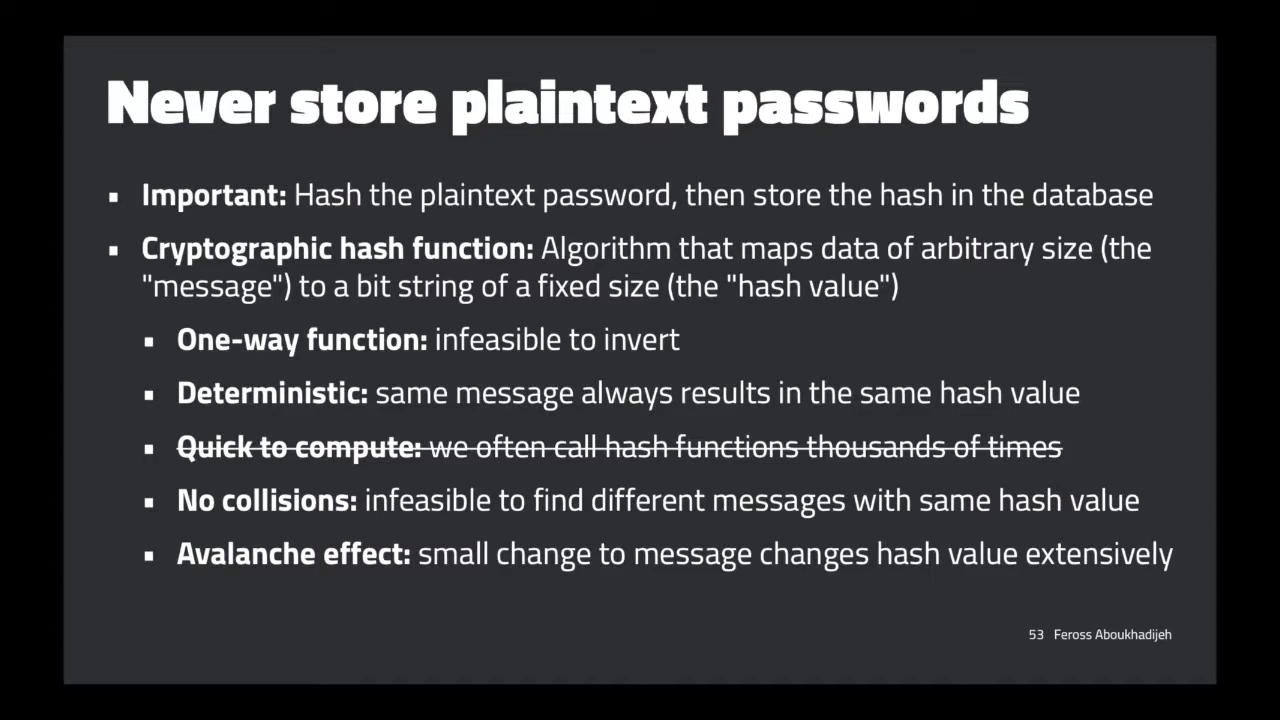 Never store plaintext passwords
▪ Important: Hash the plaintext password, then store the hash in the database
▪ Cryptographic hash function: Algorithm that maps data of arbitrary size (the
"message") to a bit string of a fixed size (the "hash value")
▪ One-way function: infeasible to invert
▪ Deterministic: same message always results in the same hash value
▪ Quick to compute: we often call hash functions thousands of times
▪ No collisions: infeasible to find different messages with same hash value
▪ Avalanche effect: small change to message changes hash value extensively
53 Feross Aboukhadijeh